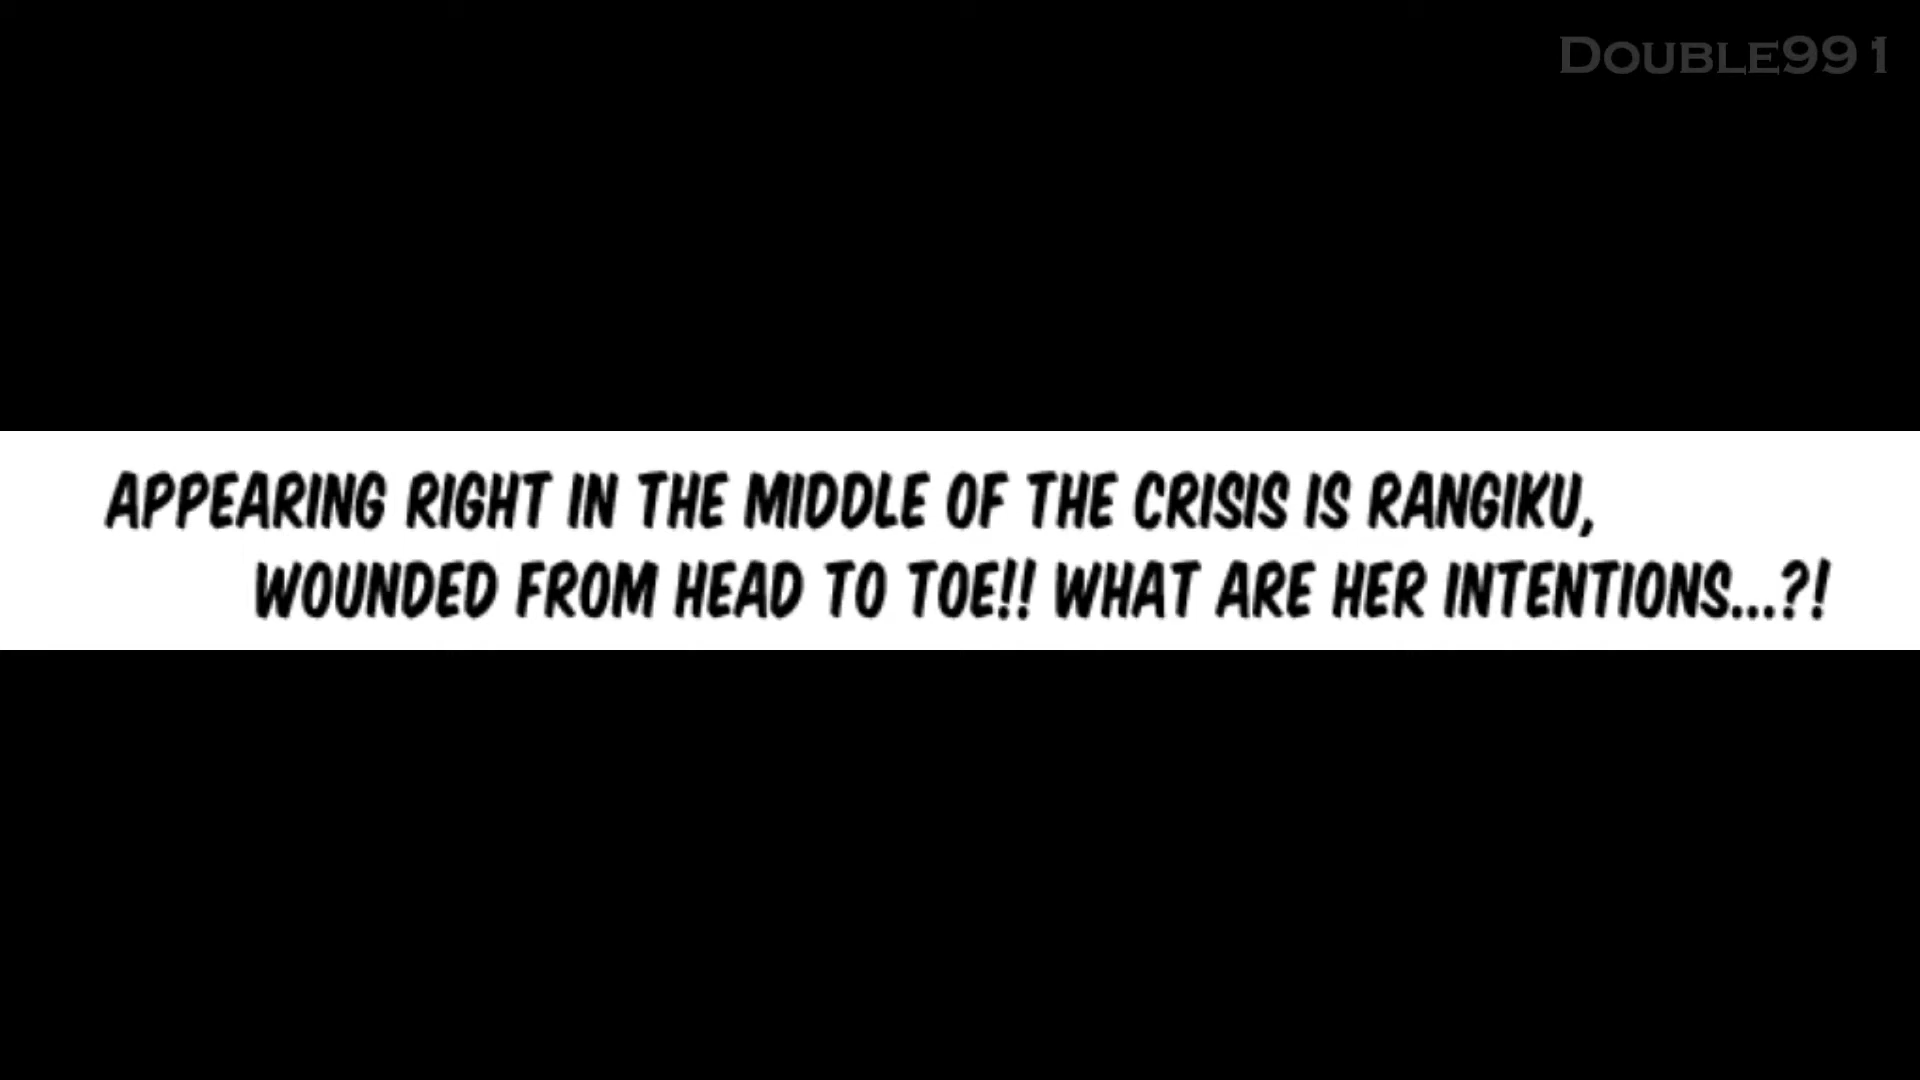 Double991
APPEARING RIGHT IN THE MIDDLE OF THE CRISIS IS RANGIKU,
WOUNDED FROM HEAD TO TOE!! WHAT ARE HER INTENTIONS...?!